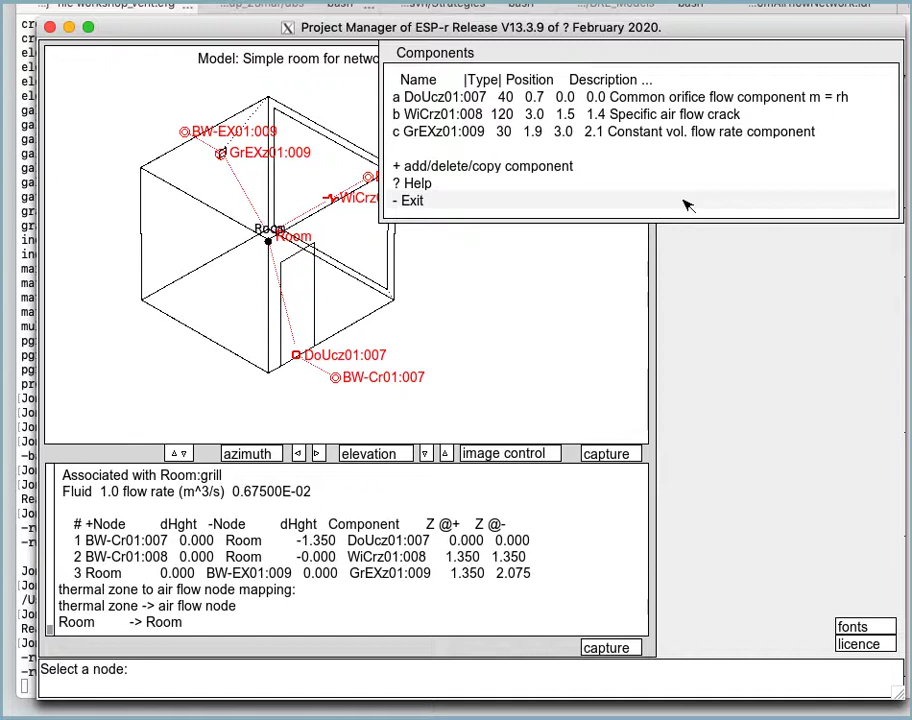 Project Manager of ESP-r Release V13.3.9 of ? February 2020.
Model: Simple room for netwo
Components
Name |Type| Position Description ...
a DoUcz01:007 40 0.7 0.0 0.0 Common orifice flow component m = rh
b WiCrz01:008 120 3.0 1.5 1.4 Specific air flow crack
c GrEXz01:009 30 1.9 3.0 2.1 Constant vol. flow rate component
+ add/delete/copy component
? Help
- Exit
BW-EX01:009
GrEXz01:009
WiCrz0
Room
Room
DoUcz01:007
BW-Cr01:007
azimuth
elevation
image control
capture
Associated with Room:grill
Fluid 1.0 flow rate (m^3/s) 0.67500E-02
# +Node dHght -Node dHght Component Z @+ Z @-
1 BW-Cr01:007 0.000 Room -1.350 DoUcz01:007 0.000 0.000
2 BW-Cr01:008 0.000 Room -0.000 WiCrz01:008 1.350 1.350
3 Room 0.000 BW-EX01:009 0.000 GrEXz01:009 1.350 2.075
thermal zone to air flow node mapping:
thermal zone -> air flow node
Room -> Room
capture
fonts
licence
Select a node: